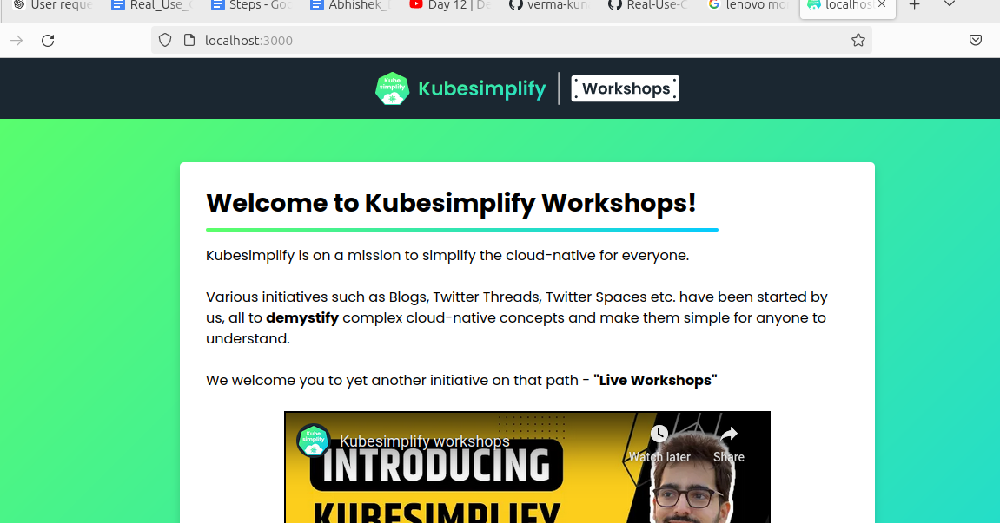 User reque
Real_Use_
Steps - Goo
Abhishek_
Day 12 | De
verma-kun
Real-Use-C
lenovo mo
localhos
localhost:3000
Kube
simplify
Kubesimplify
Workshops
Welcome to Kubesimplify Workshops!
Kubesimplify is on a mission to simplify the cloud-native for everyone.
Various initiatives such as Blogs, Twitter Threads, Twitter Spaces etc. have been started by
us, all to demystify complex cloud-native concepts and make them simple for anyone to
understand.
We welcome you to yet another initiative on that path - "Live Workshops"
Kube
simplify
Kubesimplify workshops
Watch later
Share
INTRODUCING
KUBESIMPLIFY